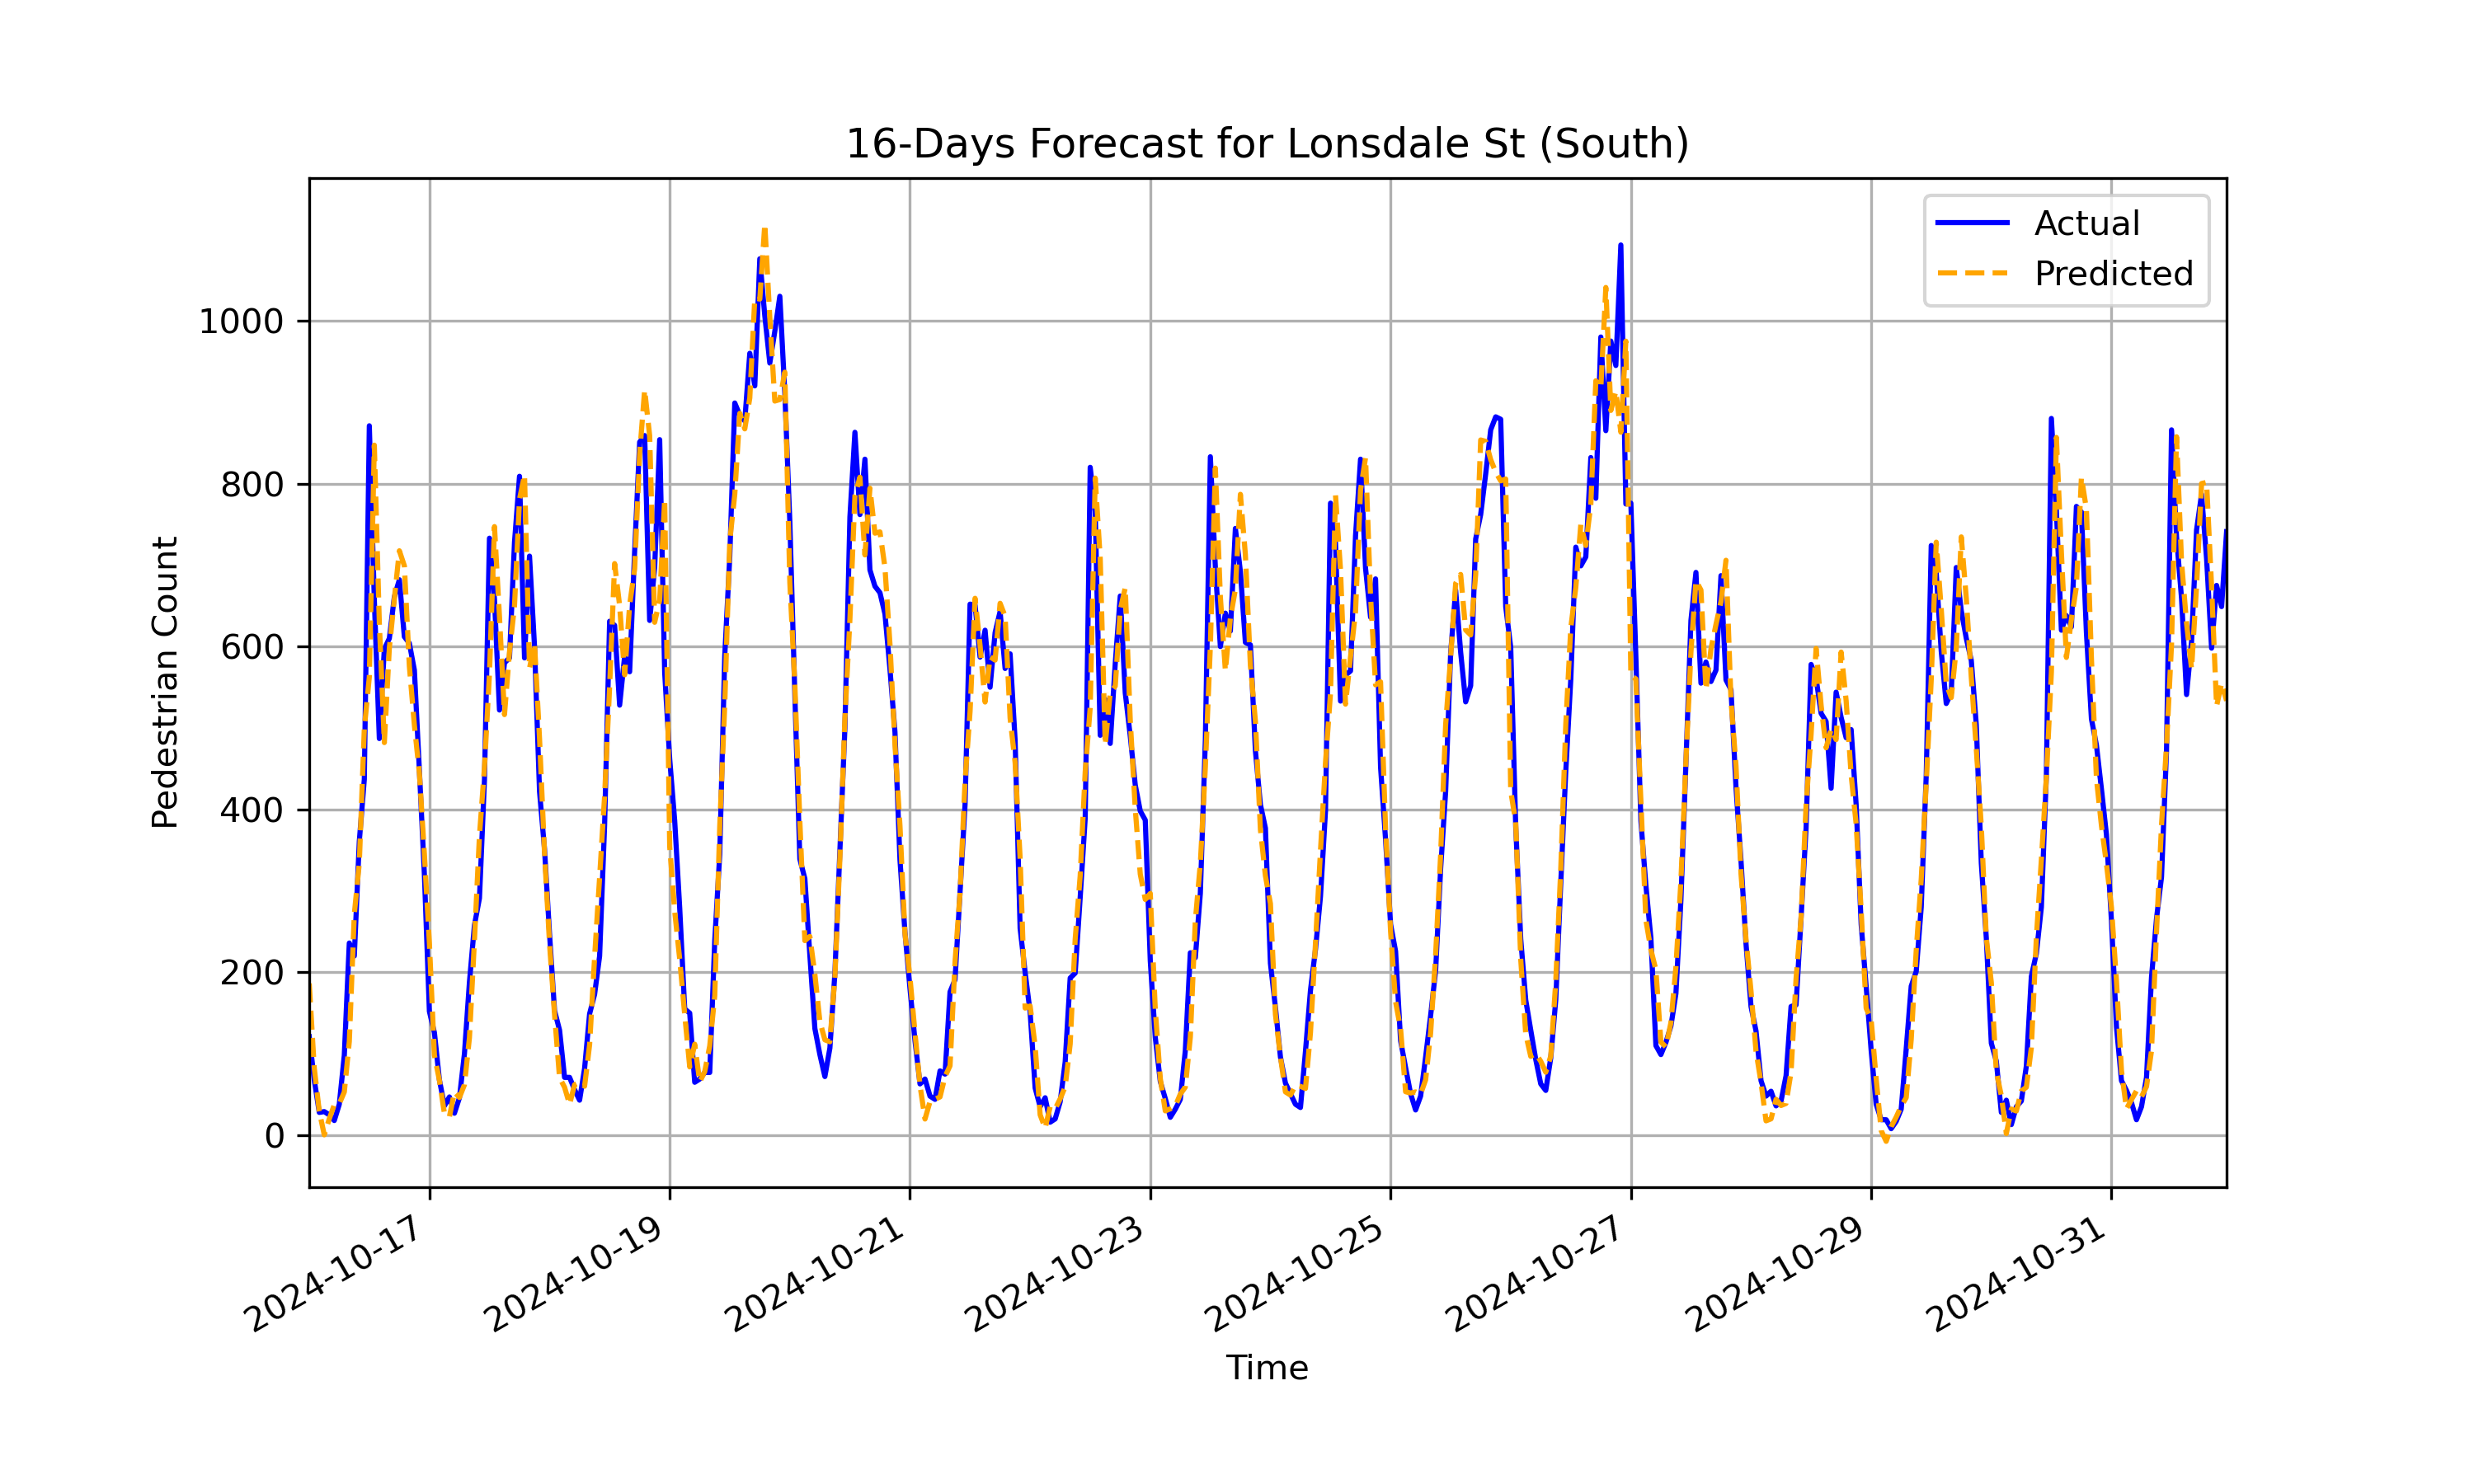 16-Days Forecast for Lonsdale St (South)
Actual
Predicted
1000
800
600
400
200
0
Pedestrian Count
2024-10-17
2024-10-19
2024-10-21
2024-10-23
2024-10-25
2024-10-27
2024-10-29
2024-10-31
Time